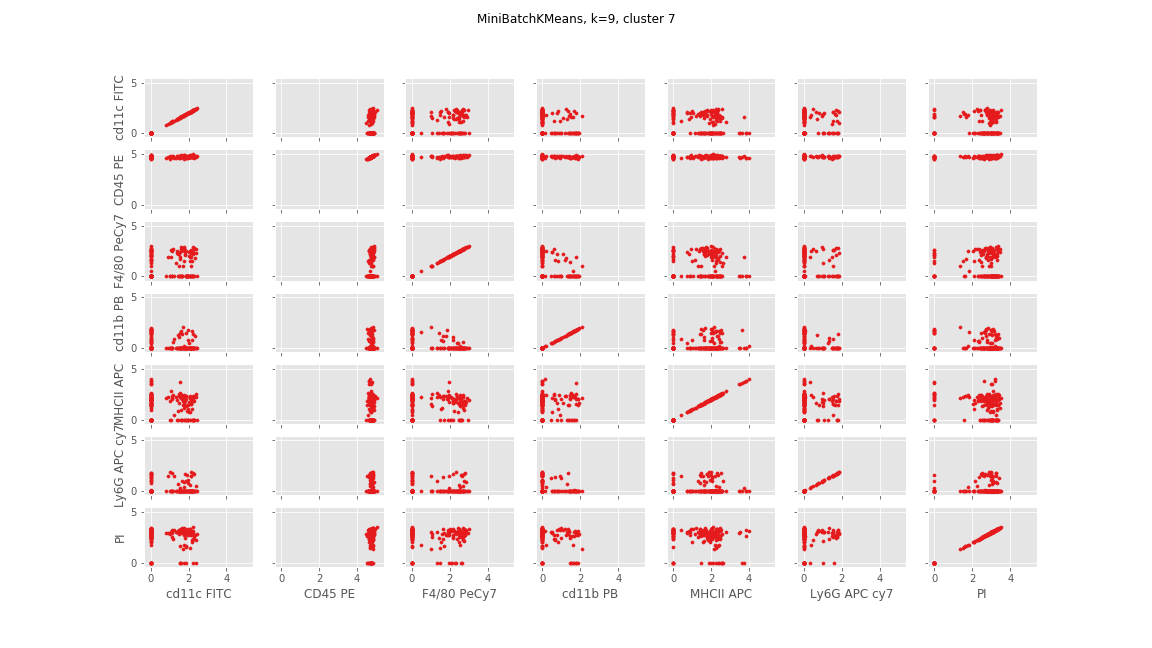 MiniBatchKMeans, k=9, cluster 7
cd11c FITC
5
0
CD45 PE
5
0
F4/80 PeCy7
5
0
cd11b PB
5
0
MHCII APC
5
0
Ly6G APC cy7
5
0
PI
5
0
0 2 4 0 2 4 0 2 4 0 2 4 0 2 4 0 2 4 0 2 4
cd11c FITC CD45 PE F4/80 PeCy7 cd11b PB MHCII APC Ly6G APC cy7 PI